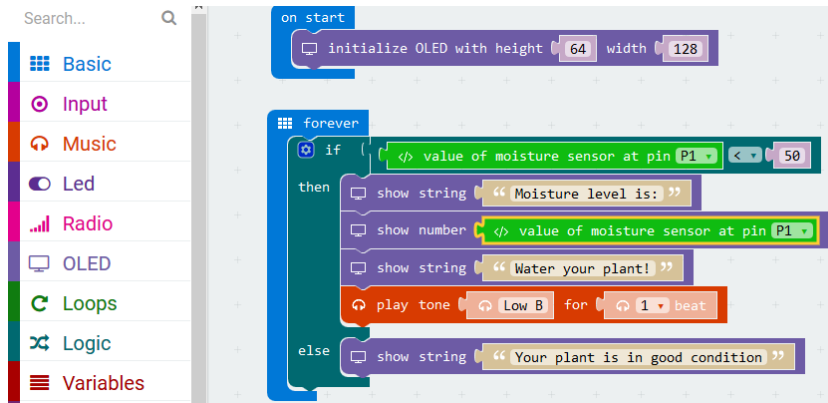 Search...
Basic
Input
Music
Led
Radio
OLED
Loops
Logic
Variables
on start
initialize OLED with height 64 width 128
forever
if </> value of moisture sensor at pin P1 < 50
then show string “ Moisture level is: ”
show number </> value of moisture sensor at pin P1
show string “ Water your plant! ”
play tone Low B for 1 beat
else show string “ Your plant is in good condition ”